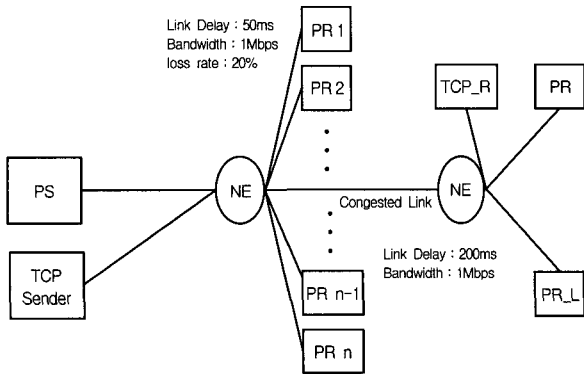 Link Delay : 50ms
Bandwidth : 1Mbps
loss rate : 20%
PR 1
PR 2
TCP_R
PR
PS
NE
NE
Congested Link
TCP
Sender
Link Delay : 200ms
Bandwidth : 1Mbps
PR n-1
PR_L
PR n